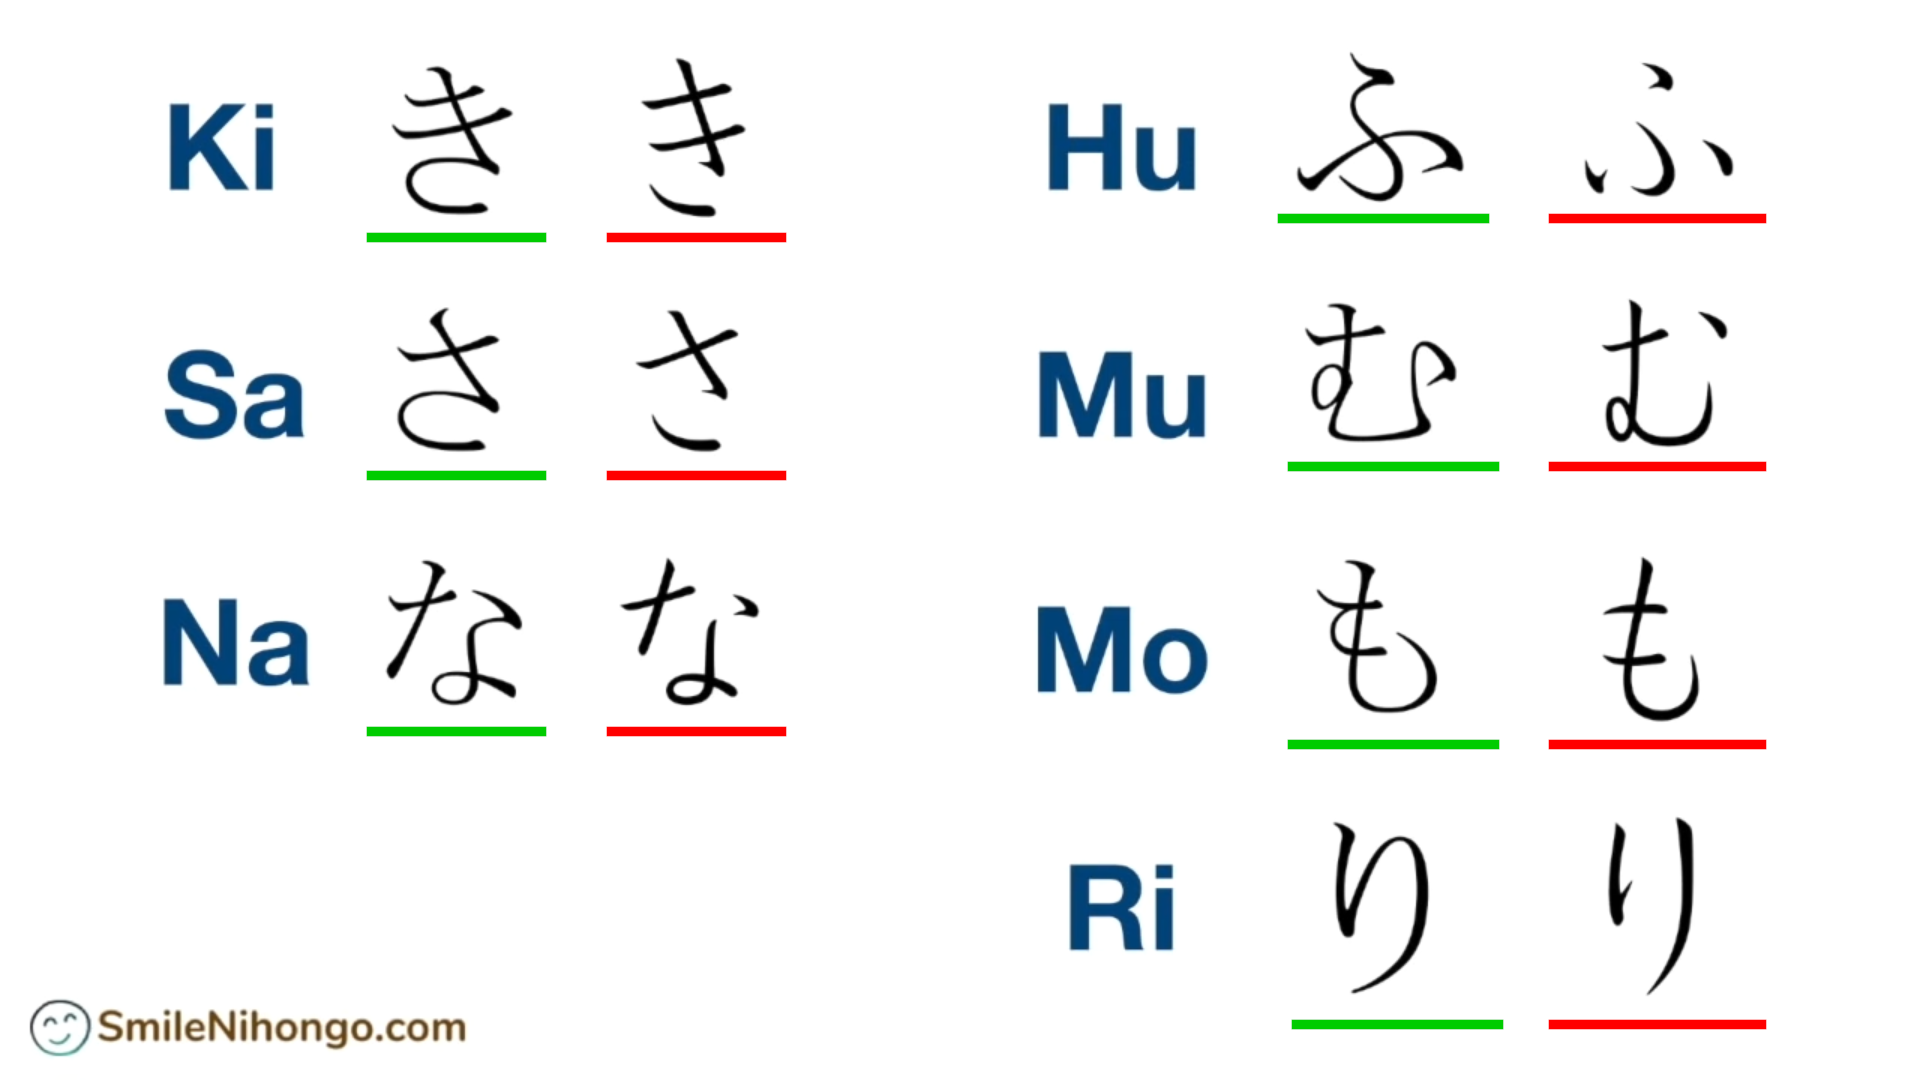 Ki き き
Sa さ さ
Na な な
Hu ふ ふ
Mu む む
Mo も も
Ri り り
SmileNihongo.com